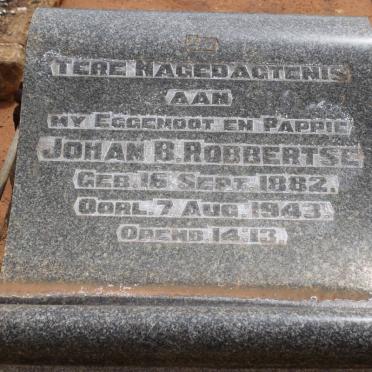 TERE NAGEDAGTENIS
AAN
MY EGGENOOT EN PAPPIE
JOHAN B. ROBBERTSE
GEB. 16 SEPT. 1882.
OORL. 7 AUG. 1943.
OPENB. 14-13.